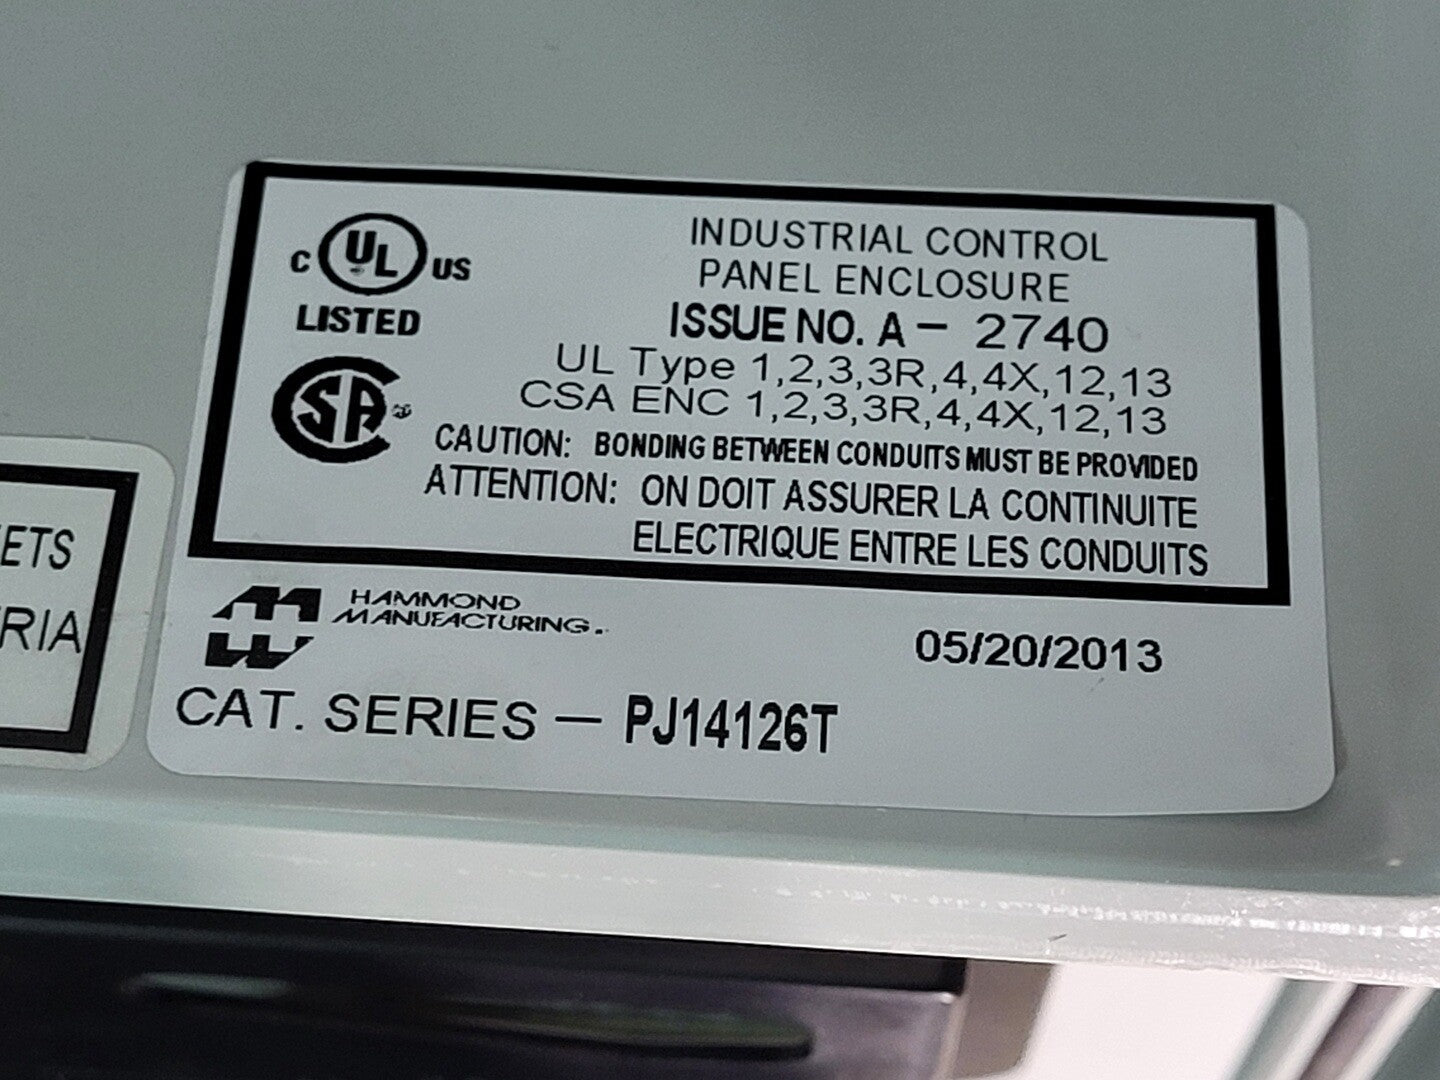 C UL US
LISTED
CSA
INDUSTRIAL CONTROL
PANEL ENCLOSURE
ISSUE NO. A - 2740
UL Type 1,2,3,3R,4,4X,12,13
CSA ENC 1,2,3,3R,4,4X,12,13
CAUTION: BONDING BETWEEN CONDUITS MUST BE PROVIDED
ATTENTION: ON DOIT ASSURER LA CONTINUITE
ELECTRIQUE ENTRE LES CONDUITS
HAMMOND
MANUFACTURING.
05/20/2013
CAT. SERIES — PJ14126T
ETS
RIA